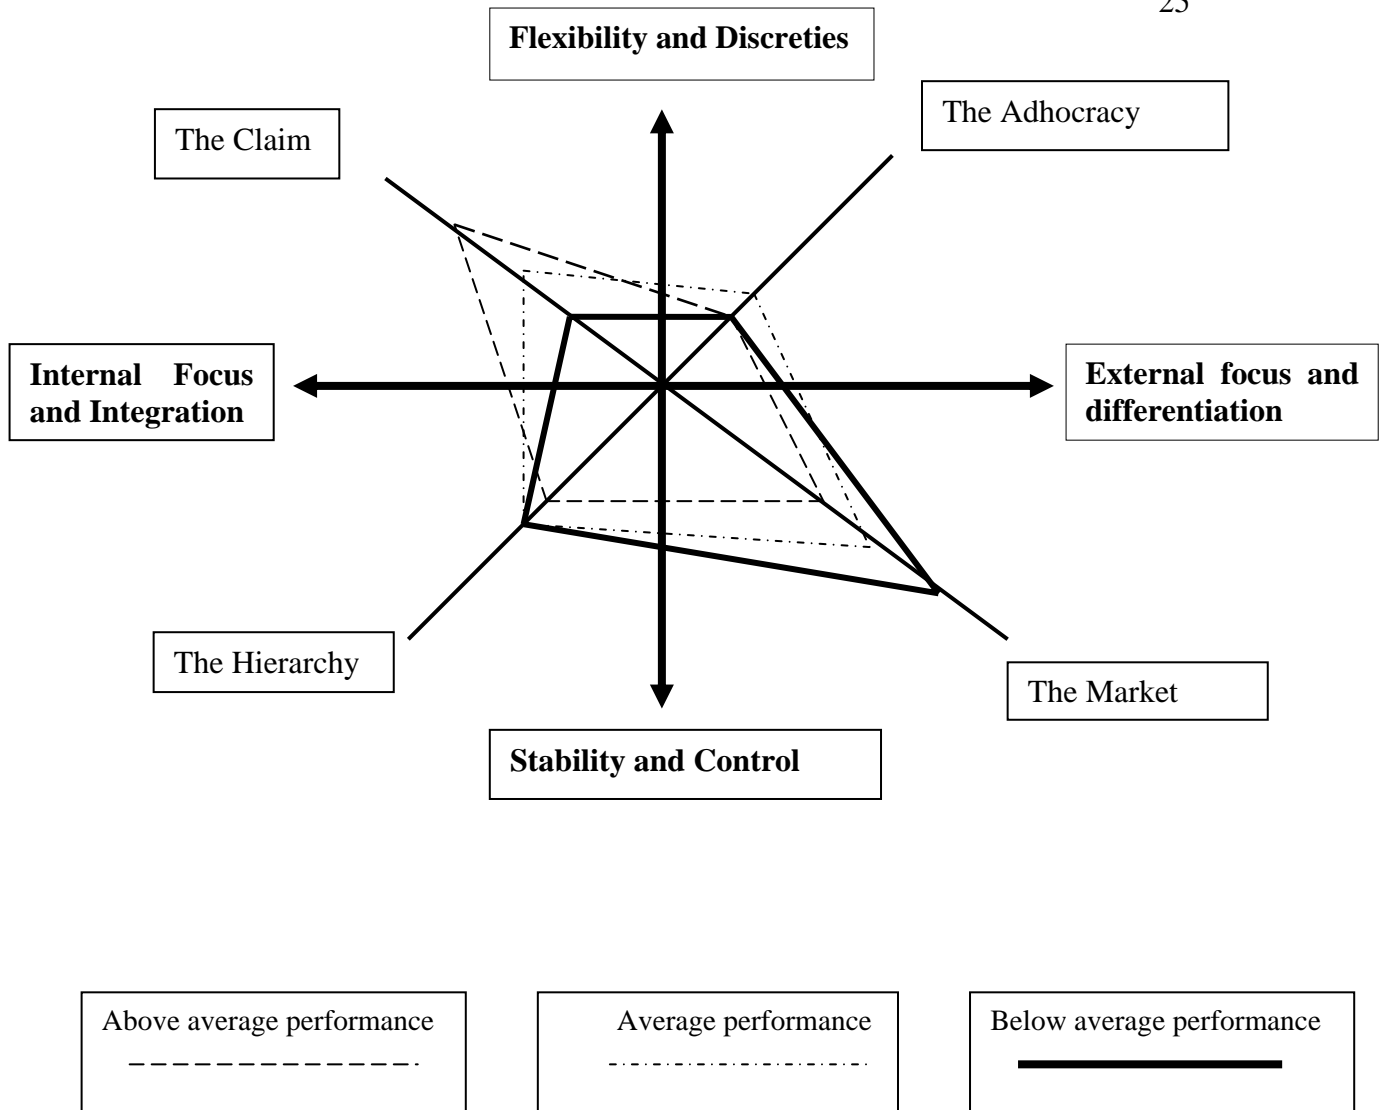 25
Flexibility and Discreties
The Adhocracy
The Claim
Internal Focus
and Integration
External focus and
differentiation
The Hierarchy
The Market
Stability and Control
Above average performance
Average performance
Below average performance